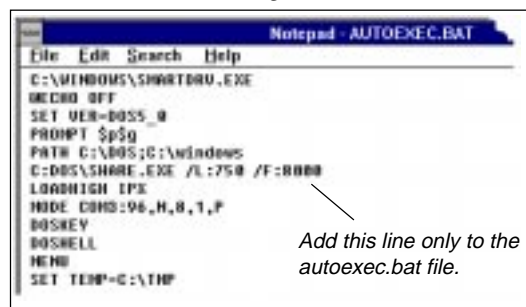 Notepad - AUTOEXEC.BAT
File Edit Search Help
C:\WINDOWS\SMARTDRV.EXE
@ECHO OFF
SET VER=DOS5_0
PROMPT $p$g
PATH C:\DOS;C:\windows
C:DOS\SHARE.EXE /L:750 /F:8000
LOADHIGH IPX
MODE COM3:96,N,8,1,P
DOSKEY
DOSHELL
MENU
SET TEMP=C:\TMP
Add this line only to the
autoexec.bat file.